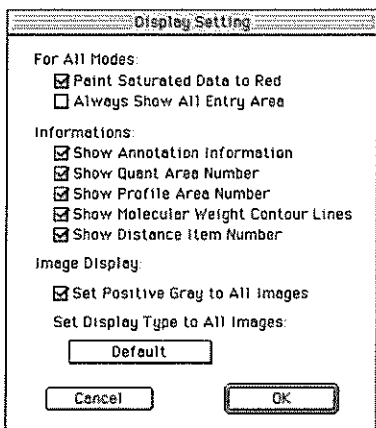 Display Setting
For All Modes:
Paint Saturated Data to Red
Always Show All Entry Area
Informations:
Show Annotation Information
Show Quant Area Number
Show Profile Area Number
Show Molecular Weight Contour Lines
Show Distance Item Number
Image Display:
Set Positive Gray to All Images
Set Display Type to All Images:
Default
Cancel OK